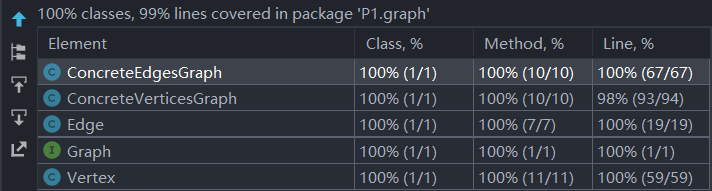 100% classes, 99% lines covered in package 'P1.graph'
Element Class, % Method, % Line, %
C ConcreteEdgesGraph 100% (1/1) 100% (10/10) 100% (67/67)
C ConcreteVerticesGraph 100% (1/1) 100% (10/10) 98% (93/94)
C Edge 100% (1/1) 100% (7/7) 100% (19/19)
I Graph 100% (1/1) 100% (1/1) 100% (1/1)
C Vertex 100% (1/1) 100% (11/11) 100% (59/59)